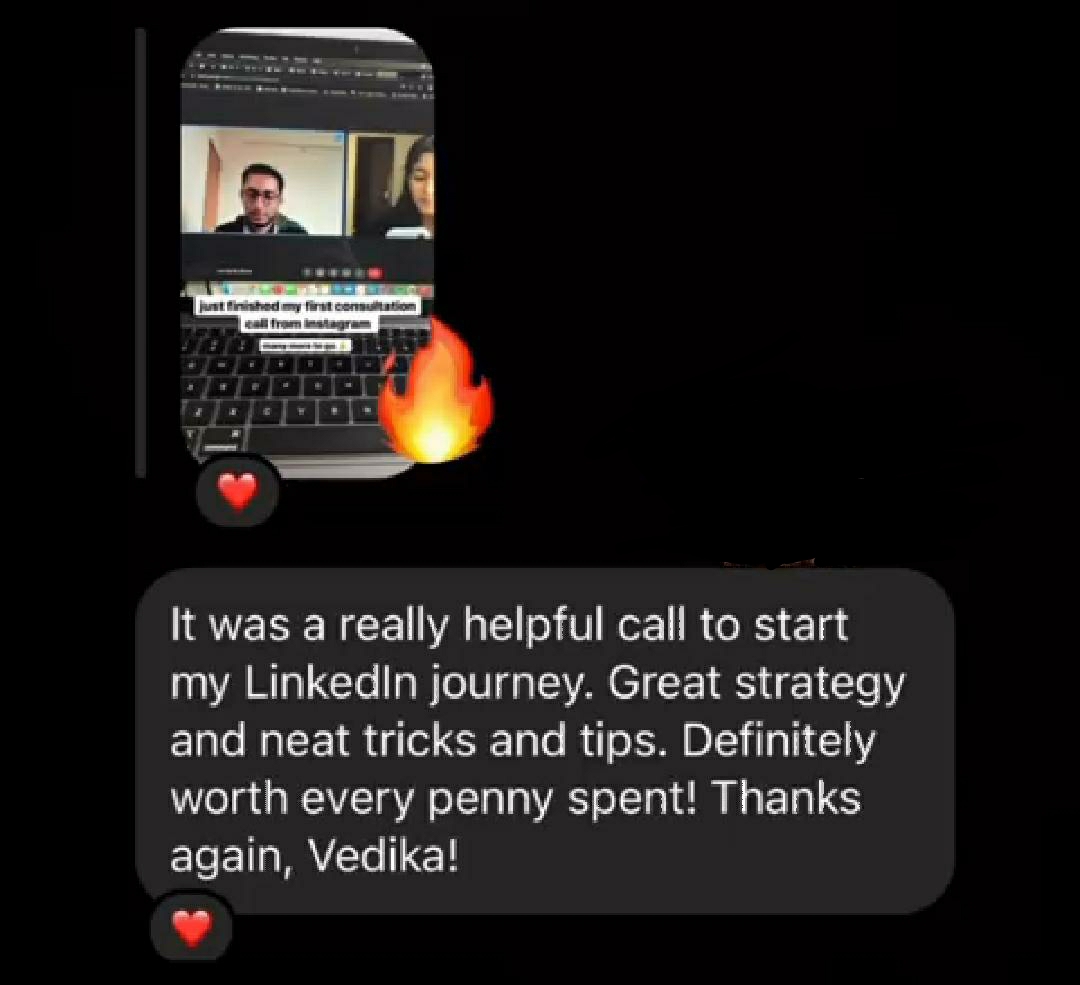 just finished my first consultation
call from instagram
many more to go
It was a really helpful call to start
my LinkedIn journey. Great strategy
and neat tricks and tips. Definitely
worth every penny spent! Thanks
again, Vedika!